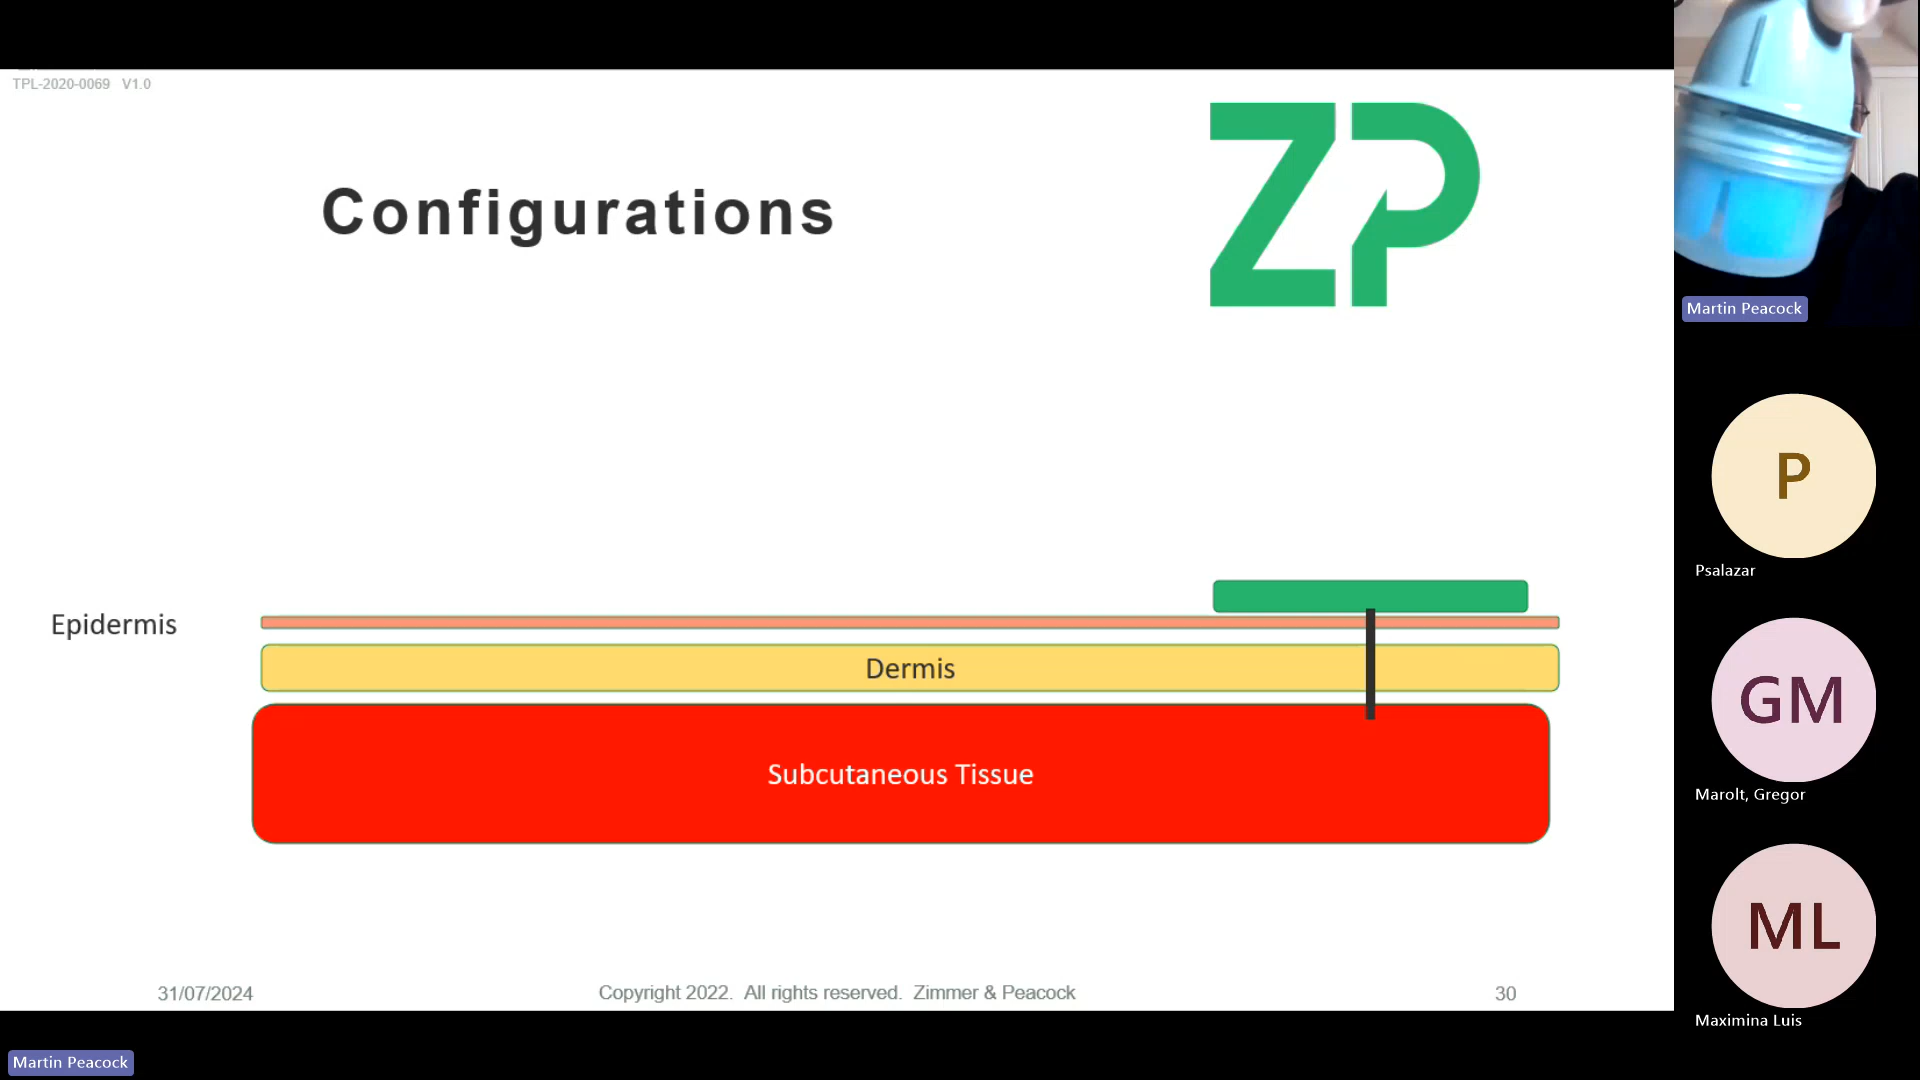 TPL-2020-0069 V1.0
ZP
Configurations
Epidermis
Dermis
Subcutaneous Tissue
31/07/2024
Copyright 2022. All rights reserved. Zimmer & Peacock
30
Martin Peacock
Martin Peacock
P
Psalazar
GM
Marolt, Gregor
ML
Maximina Luis